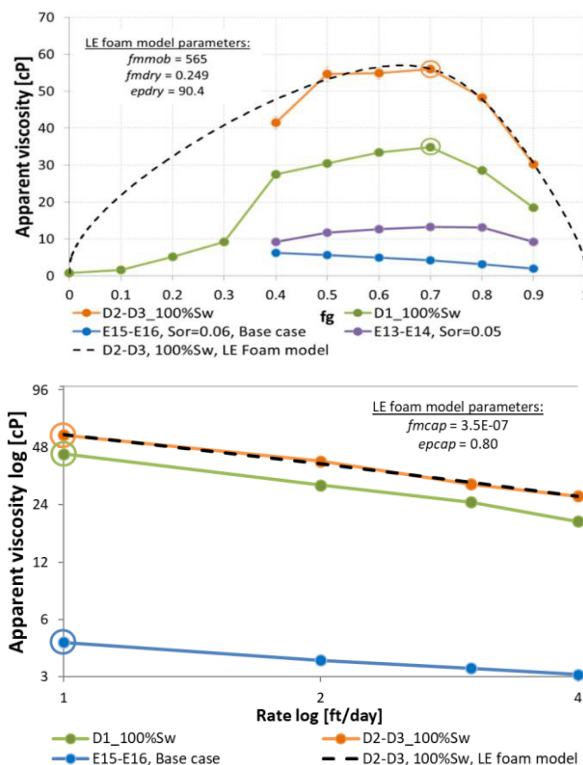 70
60
50
40
30
20
10
0
Apparent viscosity [cP]
LE foam model parameters:
fmmob = 565
fmdry = 0.249
epdry = 90.4
0 0.1 0.2 0.3 0.4 0.5 0.6 0.7 0.8 0.9 1
fg
D2-D3_100%Sw D1_100%Sw
E15-E16, Sor=0.06, Base case E13-E14, Sor=0.05
D2-D3, 100%Sw, LE Foam model
96
48
24
12
6
3
Apparent viscosity log [cP]
LE foam model parameters:
fmcap = 3.5E-07
epcap = 0.80
1 2 4
Rate log [ft/day]
D1_100%Sw D2-D3_100%Sw
E15-E16, Base case D2-D3, 100%Sw, LE Foam model